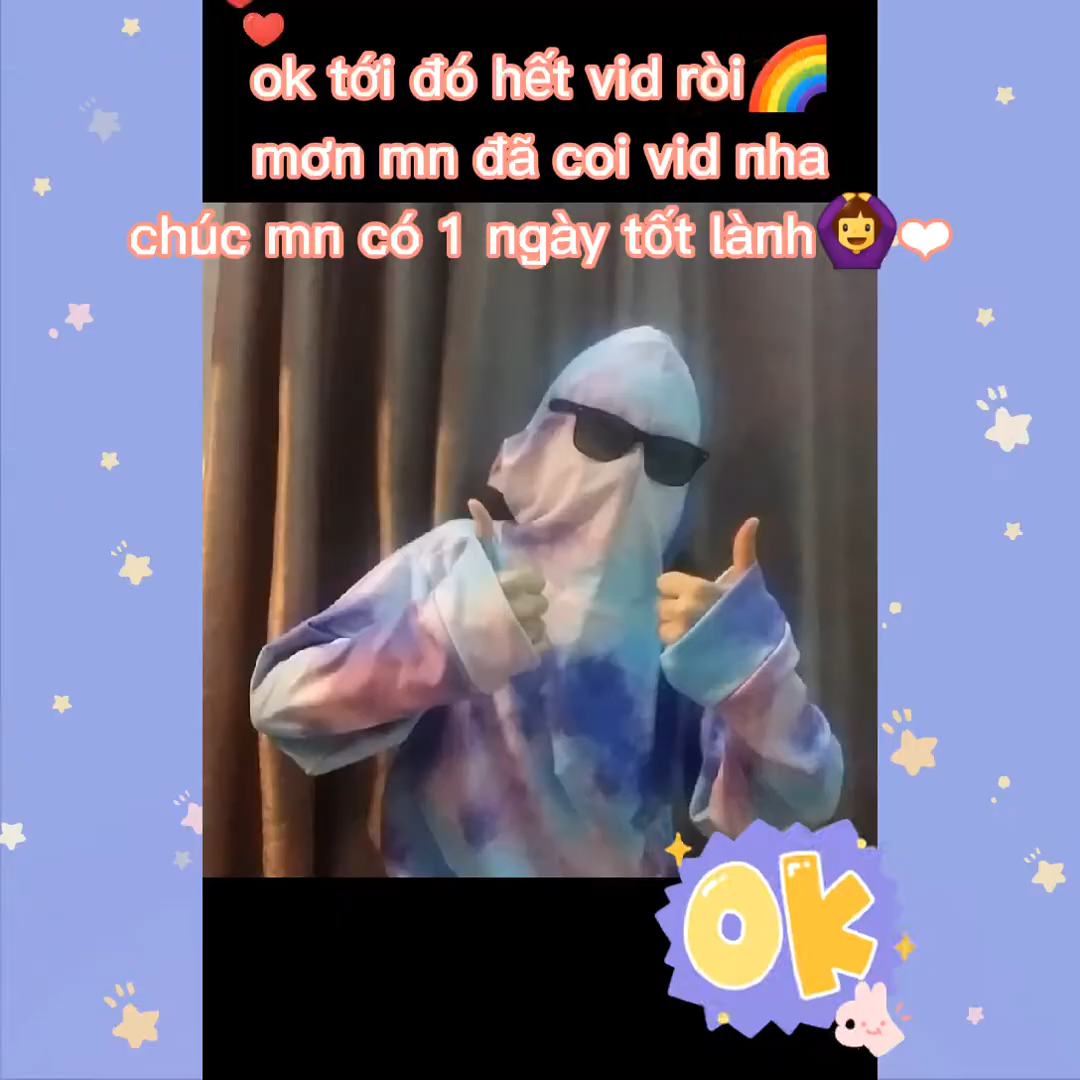 ok tới đó hết vid ròi🌈
mơn mn đã coi vid nha
chúc mn có 1 ngày tốt lành🙆‍♀️❤
OK